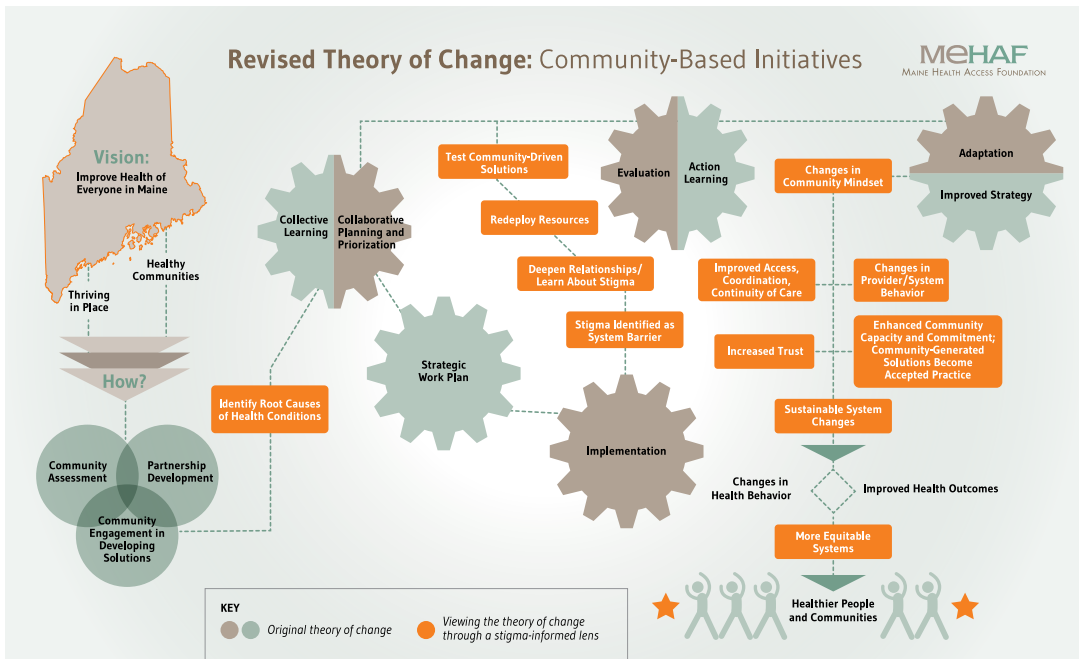 Revised Theory of Change: Community-Based Initiatives
MeHAF
MAINE HEALTH ACCESS FOUNDATION
Vision:
Improve Health of
Everyone in Maine
Healthy
Communities
Thriving
in Place
How?
Community
Assessment
Partnership
Development
Community
Engagement in
Developing
Solutions
Identify Root Causes
of Health Conditions
Collective
Learning
Collaborative
Planning and
Priorization
Strategic
Work Plan
Implementation
Test Community-Driven
Solutions
Redeploy Resources
Deepen Relationships/
Learn About Stigma
Stigma Identified as
System Barrier
Evaluation
Action
Learning
Adaptation
Improved Strategy
Changes in
Community Mindset
Improved Access,
Coordination,
Continuity of Care
Changes in
Provider/System
Behavior
Increased Trust
Enhanced Community
Capacity and Commitment;
Community-Generated
Solutions Become
Accepted Practice
Sustainable System
Changes
Changes in
Health Behavior
Improved Health Outcomes
More Equitable
Systems
Healthier People
and Communities
KEY
Original theory of change
Viewing the theory of change
through a stigma-informed lens